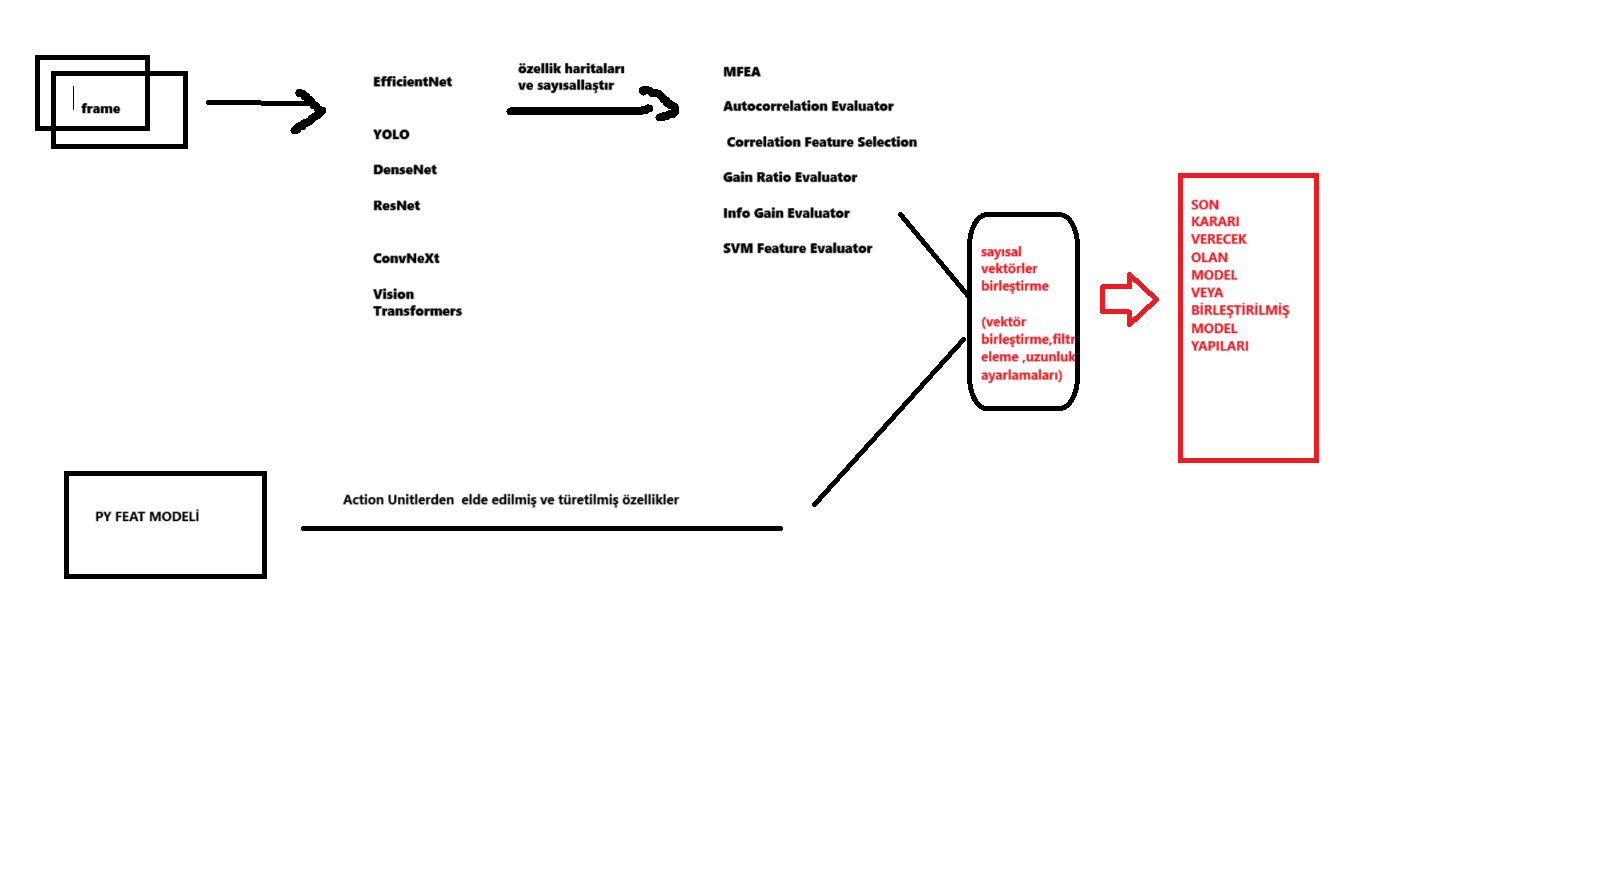 frame
EfficientNet
YOLO
DenseNet
ResNet
ConvNeXt
Vision
Transformers
özellik haritaları
ve sayısallaştır
MFEA
Autocorrelation Evaluator
Correlation Feature Selection
Gain Ratio Evaluator
Info Gain Evaluator
SVM Feature Evaluator
sayısal
vektörler
birleştirme
(vektör
birleştirme,filtr
eleme ,uzunluk
ayarlamaları)
SON
KARARI
VERECEK
OLAN
MODEL
VEYA
BİRLEŞTİRİLMİŞ
MODEL
YAPILARI
PY FEAT MODELİ
Action Unitlerden  elde edilmiş ve türetilmiş özellikler